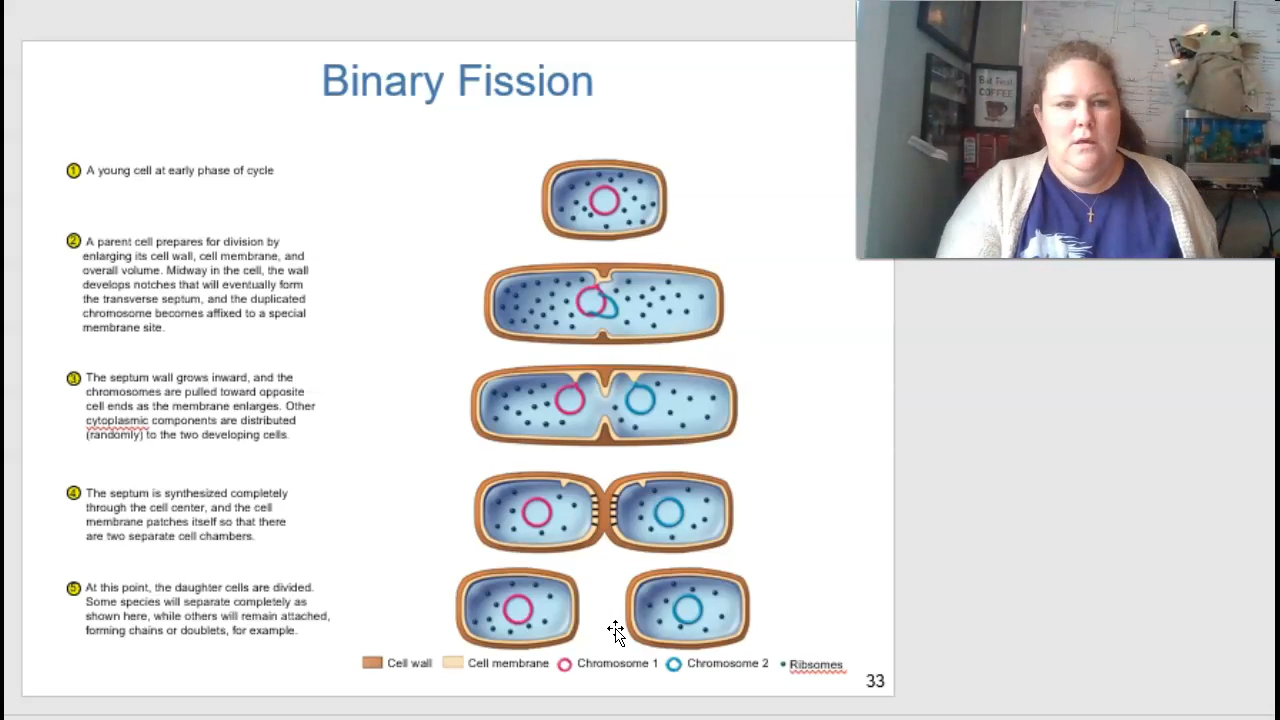 Binary Fission
1 A young cell at early phase of cycle
2 A parent cell prepares for division by
enlarging its cell wall, cell membrane, and
overall volume. Midway in the cell, the wall
develops notches that will eventually form
the transverse septum, and the duplicated
chromosome becomes affixed to a special
membrane site.
3 The septum wall grows inward, and the
chromosomes are pulled toward opposite
cell ends as the membrane enlarges. Other
cytoplasmic components are distributed
(randomly) to the two developing cells.
4 The septum is synthesized completely
through the cell center, and the cell
membrane patches itself so that there
are two separate cell chambers.
5 At this point, the daughter cells are divided.
Some species will separate completely as
shown here, while others will remain attached,
forming chains or doublets, for example.
Cell wall Cell membrane Chromosome 1 Chromosome 2 Ribsomes
33
But First
COFFEE